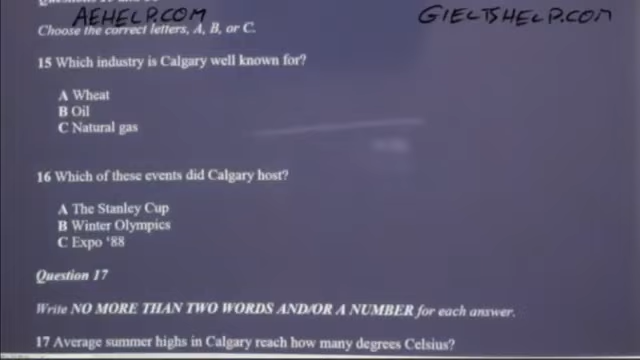 AEHELP.COM
GIELTSHELP.COM
Choose the correct letters, A, B, or C.
15 Which industry is Calgary well known for?
A Wheat
B Oil
C Natural gas
16 Which of these events did Calgary host?
A The Stanley Cup
B Winter Olympics
C Expo '88
Question 17
Write NO MORE THAN TWO WORDS AND/OR A NUMBER for each answer.
17 Average summer highs in Calgary reach how many degrees Celsius?